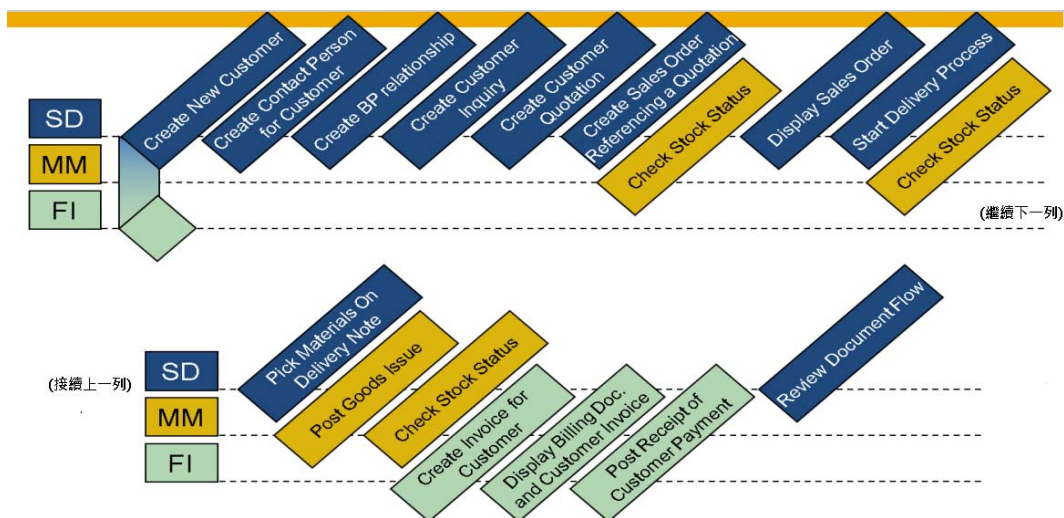 Create New Customer
Create Contact Person
for Customer
Create BP relationship
Create Customer
Inquiry
Create Customer
Quotation
Create Sales Order
Referencing a Quotation
Check Stock Status
Display Sales Order
Start Delivery Process
Check Stock Status
SD
MM
FI
(繼續下一列)
(接續上一列)
SD
MM
FI
Pick Materials On
Delivery Note
Post Goods Issue
Check Stock Status
Create Invoice for
Customer
Display Billing Doc.
and Customer Invoice
Post Receipt of
Customer Payment
Review Document Flow